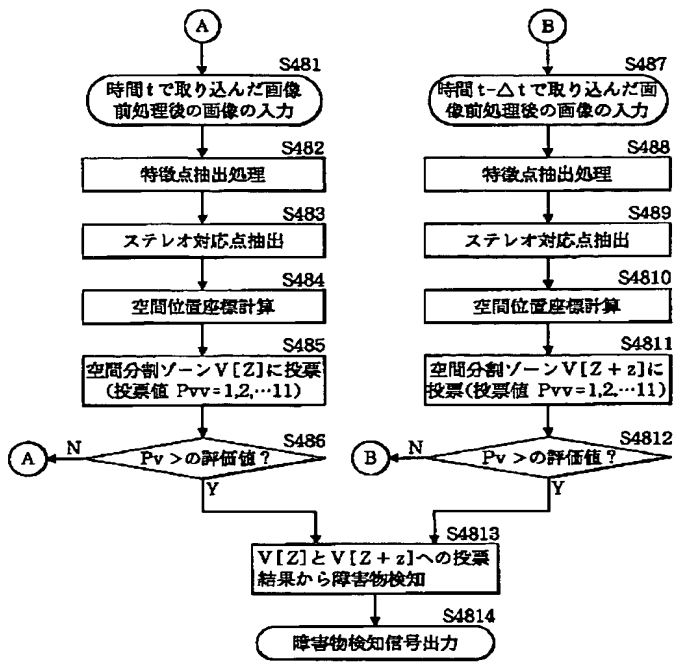 A
S481
時間tで取り込んだ画像
前処理後の画像の入力
S482
特徴点抽出処理
S483
ステレオ対応点抽出
S484
空間位置座標計算
S485
空間分割ゾーンV[Z]に投票
(投票値 Pvv=1,2,…11)
S486
Pv>の評価値?
N
A
Y
B
S487
時間t-△tで取り込んだ画
像前処理後の画像の入力
S488
特徴点抽出処理
S489
ステレオ対応点抽出
S4810
空間位置座標計算
S4811
空間分割ゾーンV[Z+z]に
投票(投票値 Pvv=1,2,…11)
S4812
Pv>の評価値?
N
B
Y
S4813
V[Z]とV[Z+z]への投票
結果から障害物検知
S4814
障害物検知信号出力